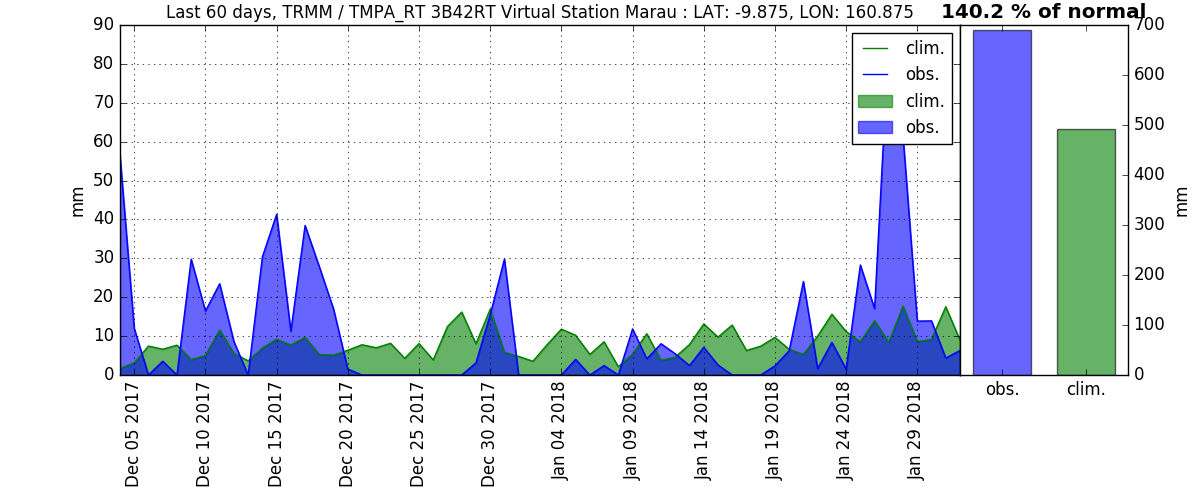 Last 60 days, TRMM / TMPA_RT 3B42RT Virtual Station Marau : LAT: -9.875, LON: 160.875
140.2 % of normal
90
80
70
60
50
40
30
20
10
0
mm
clim.
obs.
clim.
obs.
Dec 05 2017
Dec 10 2017
Dec 15 2017
Dec 20 2017
Dec 25 2017
Dec 30 2017
Jan 04 2018
Jan 09 2018
Jan 14 2018
Jan 19 2018
Jan 24 2018
Jan 29 2018
700
600
500
400
300
200
100
0
mm
obs.
clim.